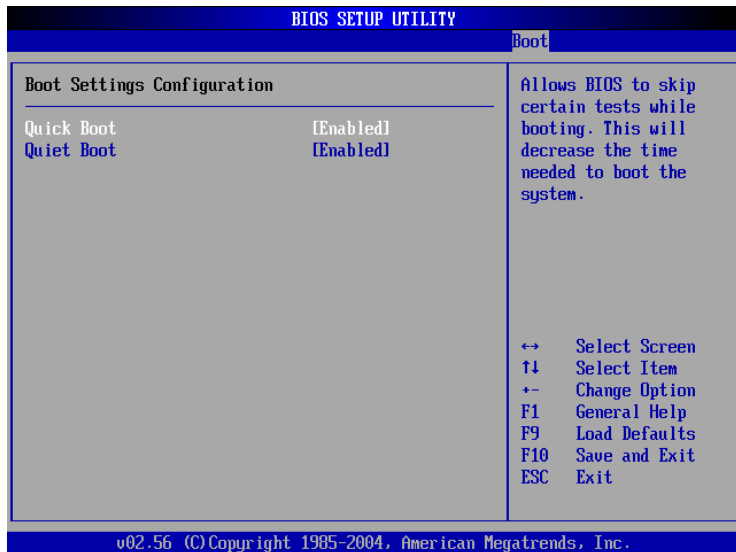 BIOS SETUP UTILITY
Boot
Boot Settings Configuration
Quick Boot [Enabled]
Quiet Boot [Enabled]
Allows BIOS to skip
certain tests while
booting. This will
decrease the time
needed to boot the
system.
↔ Select Screen
↑↓ Select Item
+- Change Option
F1 General Help
F9 Load Defaults
F10 Save and Exit
ESC Exit
v02.56 (C)Copyright 1985-2004, American Megatrends, Inc.